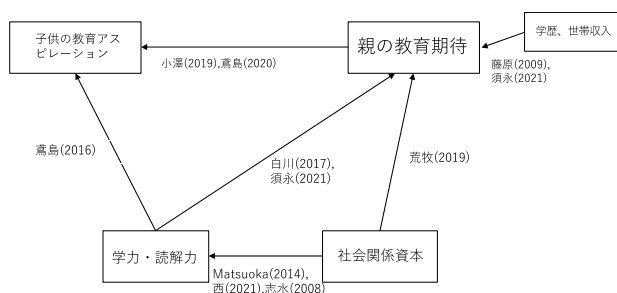 子供の教育アス
ピレーション
親の教育期待
学歴、世帯収入
小澤(2019),鳶島(2020)
藤原(2009),
須永(2021)
鳶島(2016)
白川(2017),
須永(2021)
荒牧(2019)
学力・読解力
社会関係資本
Matsuoka(2014),
西(2021),志水(2008)